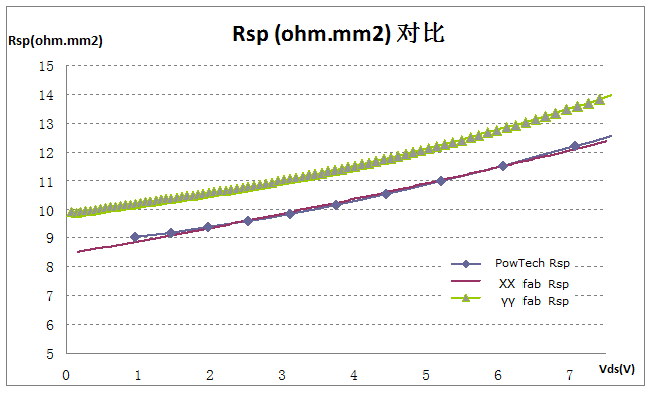 Rsp (ohm.mm2) 对比
Rsp(ohm.mm2)
15
14
13
12
11
10
9
8
7
6
5
PowTech Rsp
XX fab Rsp
YY fab Rsp
0 1 2 3 4 5 6 7
Vds(V)